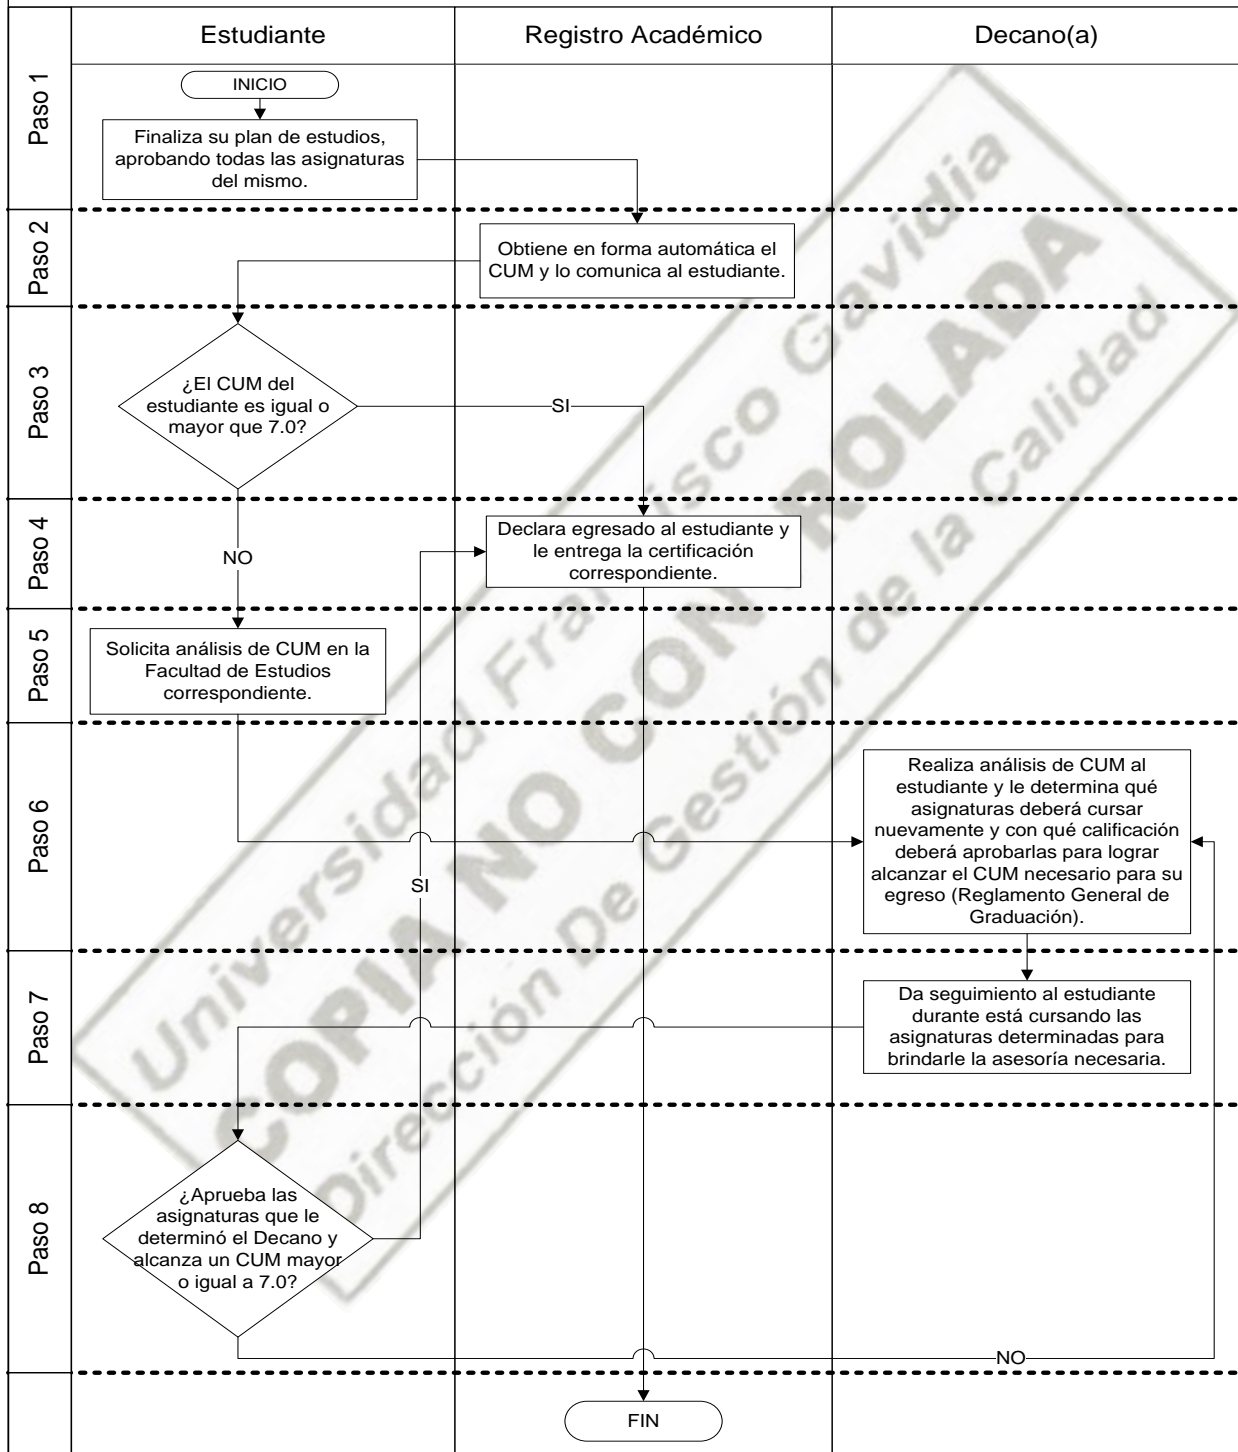 Estudiante
Registro Académico
Decano(a)
Paso 1
INICIO
Finaliza su plan de estudios,
aprobando todas las asignaturas
del mismo.
Paso 2
Obtiene en forma automática el
CUM y lo comunica al estudiante.
Paso 3
¿El CUM del
estudiante es igual o
mayor que 7.0?
SI
Paso 4
NO
Declara egresado al estudiante y
le entrega la certificación
correspondiente.
Paso 5
Solicita análisis de CUM en la
Facultad de Estudios
correspondiente.
Paso 6
SI
Realiza análisis de CUM al
estudiante y le determina qué
asignaturas deberá cursar
nuevamente y con qué calificación
deberá aprobarlas para lograr
alcanzar el CUM necesario para su
egreso (Reglamento General de
Graduación).
Paso 7
Da seguimiento al estudiante
durante está cursando las
asignaturas determinadas para
brindarle la asesoría necesaria.
Paso 8
¿Aprueba las
asignaturas que le
determinó el Decano y
alcanza un CUM mayor
o igual a 7.0?
NO
FIN
Universidad Francisco Gavidia
COPIA NO CONTROLADA
Dirección De Gestión de la Calidad